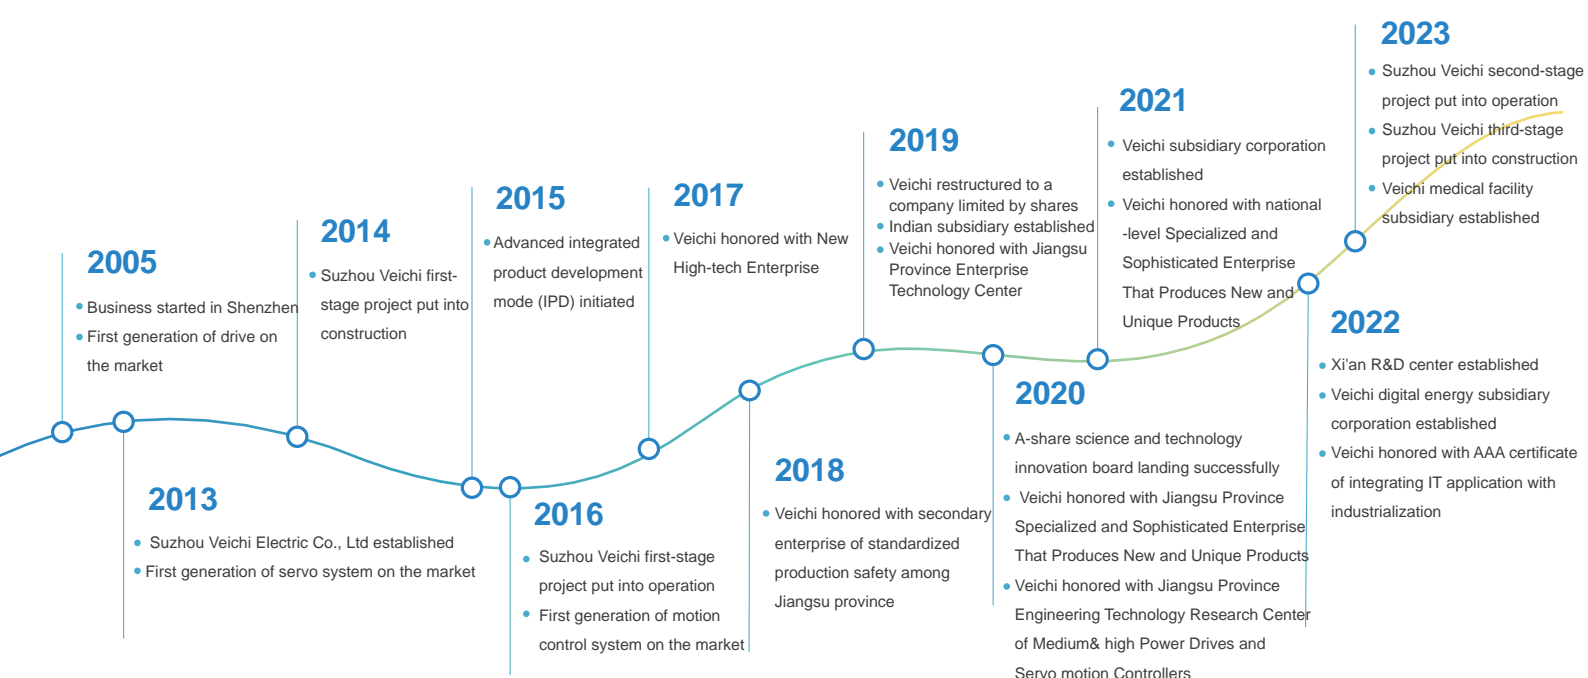 2005
Business started in Shenzhen
First generation of drive on
the market
2013
Suzhou Veichi Electric Co., Ltd established
First generation of servo system on the market
2014
Suzhou Veichi first-
stage project put into
construction
2015
Advanced integrated
product development
mode (IPD) initiated
2016
Suzhou Veichi first-stage
project put into operation
First generation of motion
control system on the market
2017
Veichi honored with New
High-tech Enterprise
2018
Veichi honored with secondary
enterprise of standardized
production safety among
Jiangsu province
2019
Veichi restructured to a
company limited by shares
Indian subsidiary established
Veichi honored with Jiangsu
Province Enterprise
Technology Center
2020
A-share science and technology
innovation board landing successfully
Veichi honored with Jiangsu Province
Specialized and Sophisticated Enterprise
That Produces New and Unique Products
Veichi honored with Jiangsu Province
Engineering Technology Research Center
of Medium& high Power Drives and
Servo motion Controllers
2021
Veichi subsidiary corporation
established
Veichi honored with national
-level Specialized and
Sophisticated Enterprise
That Produces New and
Unique Products
2022
Xi'an R&D center established
Veichi digital energy subsidiary
corporation established
Veichi honored with AAA certificate
of integrating IT application with
industrialization
2023
Suzhou Veichi second-stage
project put into operation
Suzhou Veichi third-stage
project put into construction
Veichi medical facility
subsidiary established